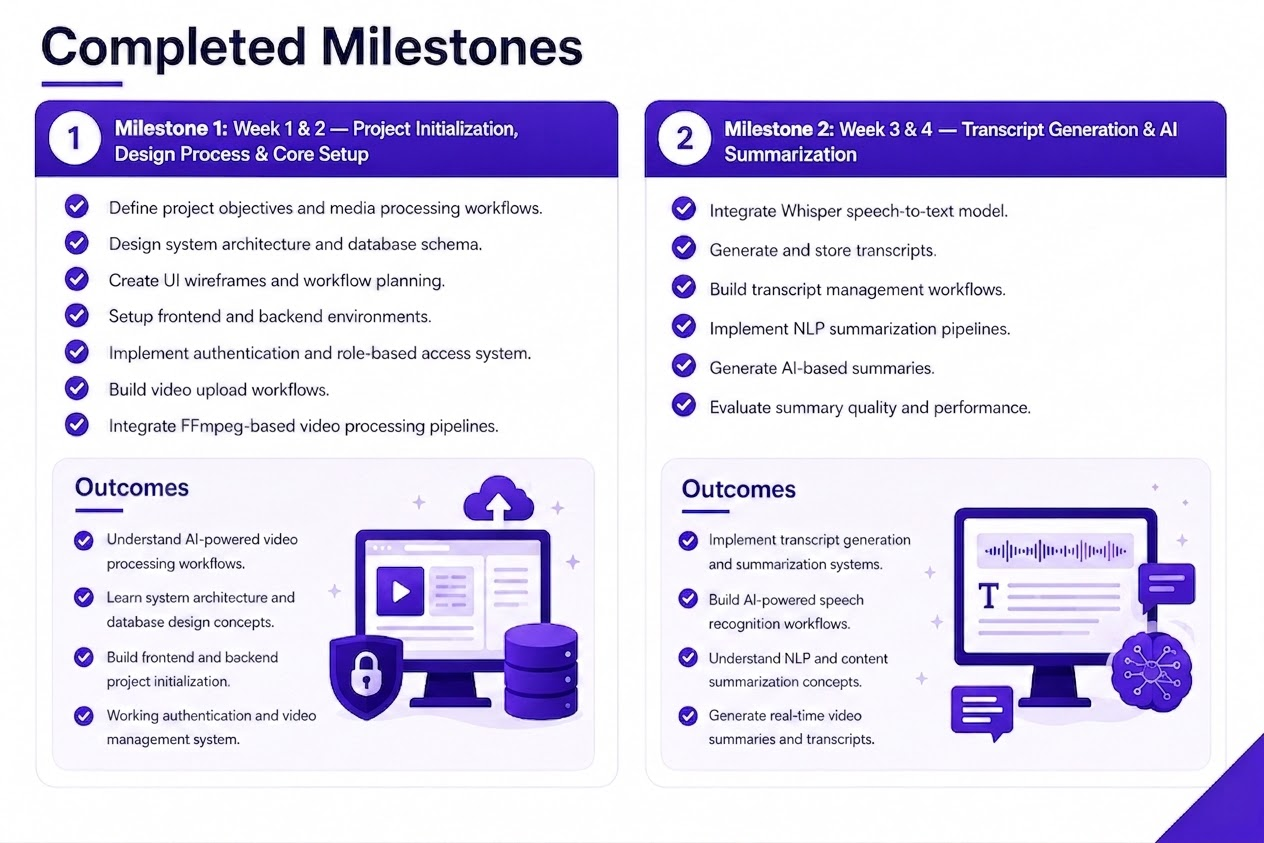 Completed Milestones
1
Milestone 1: Week 1 & 2 — Project Initialization,
Design Process & Core Setup
Define project objectives and media processing workflows.
Design system architecture and database schema.
Create UI wireframes and workflow planning.
Setup frontend and backend environments.
Implement authentication and role-based access system.
Build video upload workflows.
Integrate FFmpeg-based video processing pipelines.
Outcomes
Understand AI-powered video
processing workflows.
Learn system architecture and
database design concepts.
Build frontend and backend
project initialization.
Working authentication and video
management system.
2
Milestone 2: Week 3 & 4 — Transcript Generation & AI
Summarization
Integrate Whisper speech-to-text model.
Generate and store transcripts.
Build transcript management workflows.
Implement NLP summarization pipelines.
Generate AI-based summaries.
Evaluate summary quality and performance.
Outcomes
Implement transcript generation
and summarization systems.
Build AI-powered speech
recognition workflows.
Understand NLP and content
summarization concepts.
Generate real-time video
summaries and transcripts.
T